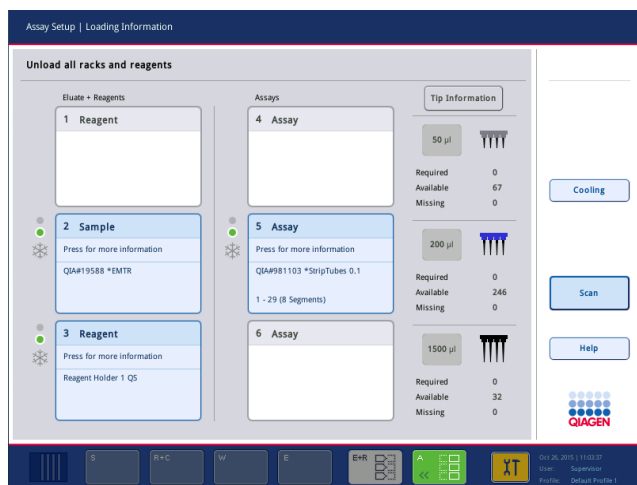 Assay Setup | Loading Information
Unload all racks and reagents
Eluate + Reagents
Assays
Tip Information
1 Reagent
4 Assay
50 µl
Required 0
Available 67
Missing 0
Cooling
2 Sample
Press for more information
QIA#19588 *EMTR
5 Assay
Press for more information
QIA#981103 *StripTubes 0.1
1 - 29 (8 Segments)
200 µl
Required 0
Available 246
Missing 0
Scan
3 Reagent
Press for more information
Reagent Holder 1 QS
6 Assay
1500 µl
Required 0
Available 32
Missing 0
Help
QIAGEN
S
R+C
W
E
E+R
A
Oct 26, 2015 | 11:03:37
User: Supervisor
Profile: Default Profile 1